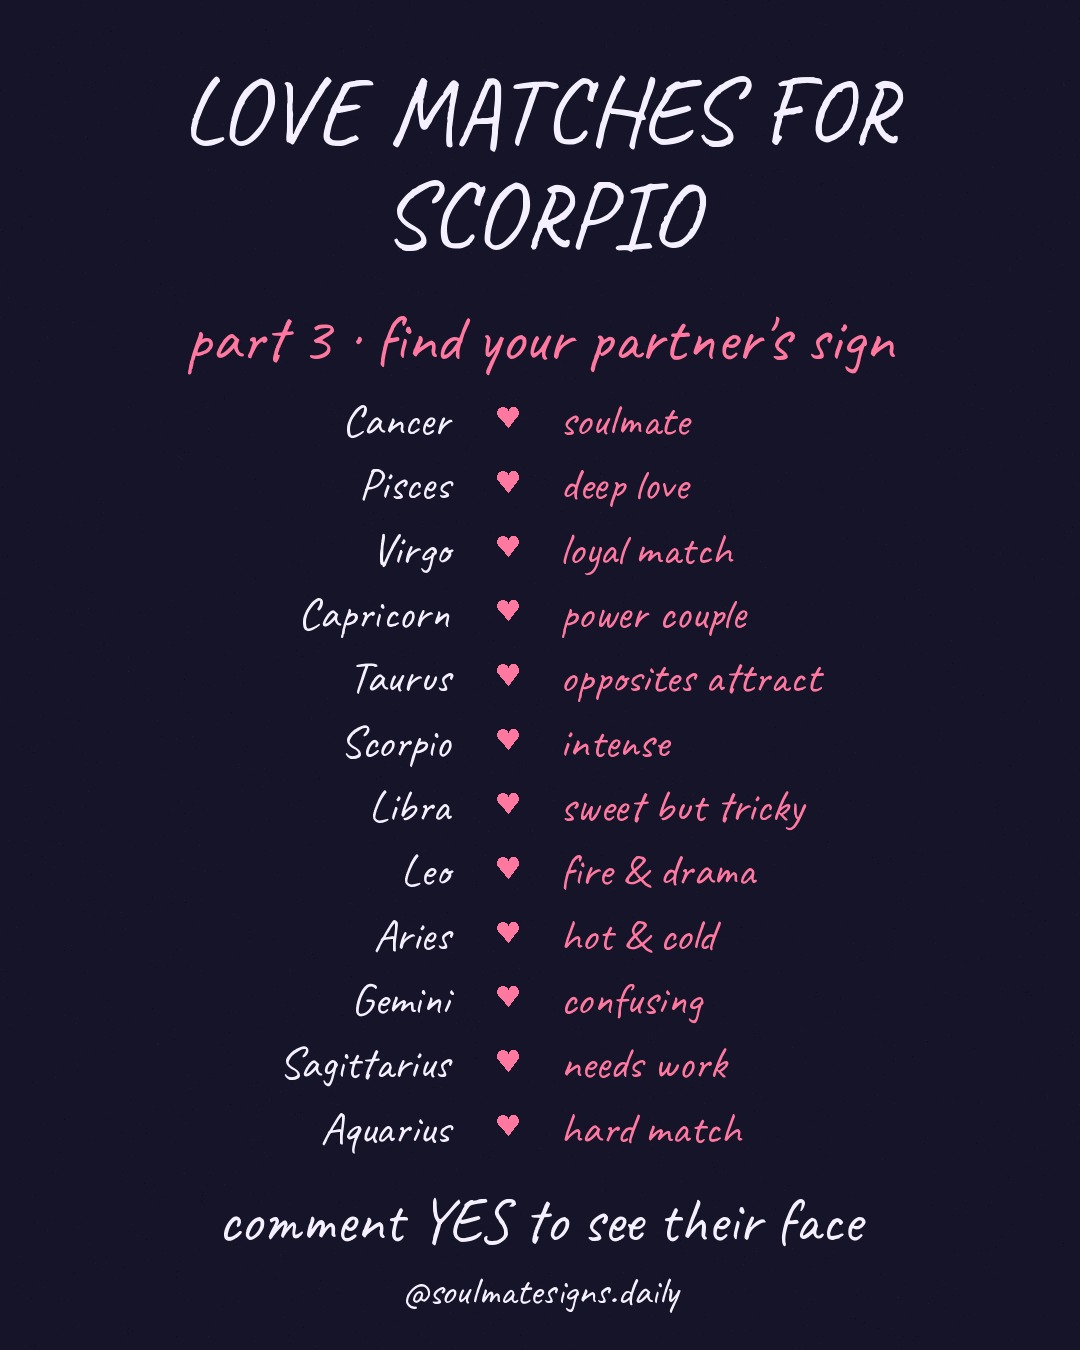 LOVE MATCHES FOR
SCORPIO
part 3 · find your partner's sign
Cancer ♥ soulmate
Pisces ♥ deep love
Virgo ♥ loyal match
Capricorn ♥ power couple
Taurus ♥ opposites attract
Scorpio ♥ intense
Libra ♥ sweet but tricky
Leo ♥ fire & drama
Aries ♥ hot & cold
Gemini ♥ confusing
Sagittarius ♥ needs work
Aquarius ♥ hard match
comment YES to see their face
@soulmatesigns.daily